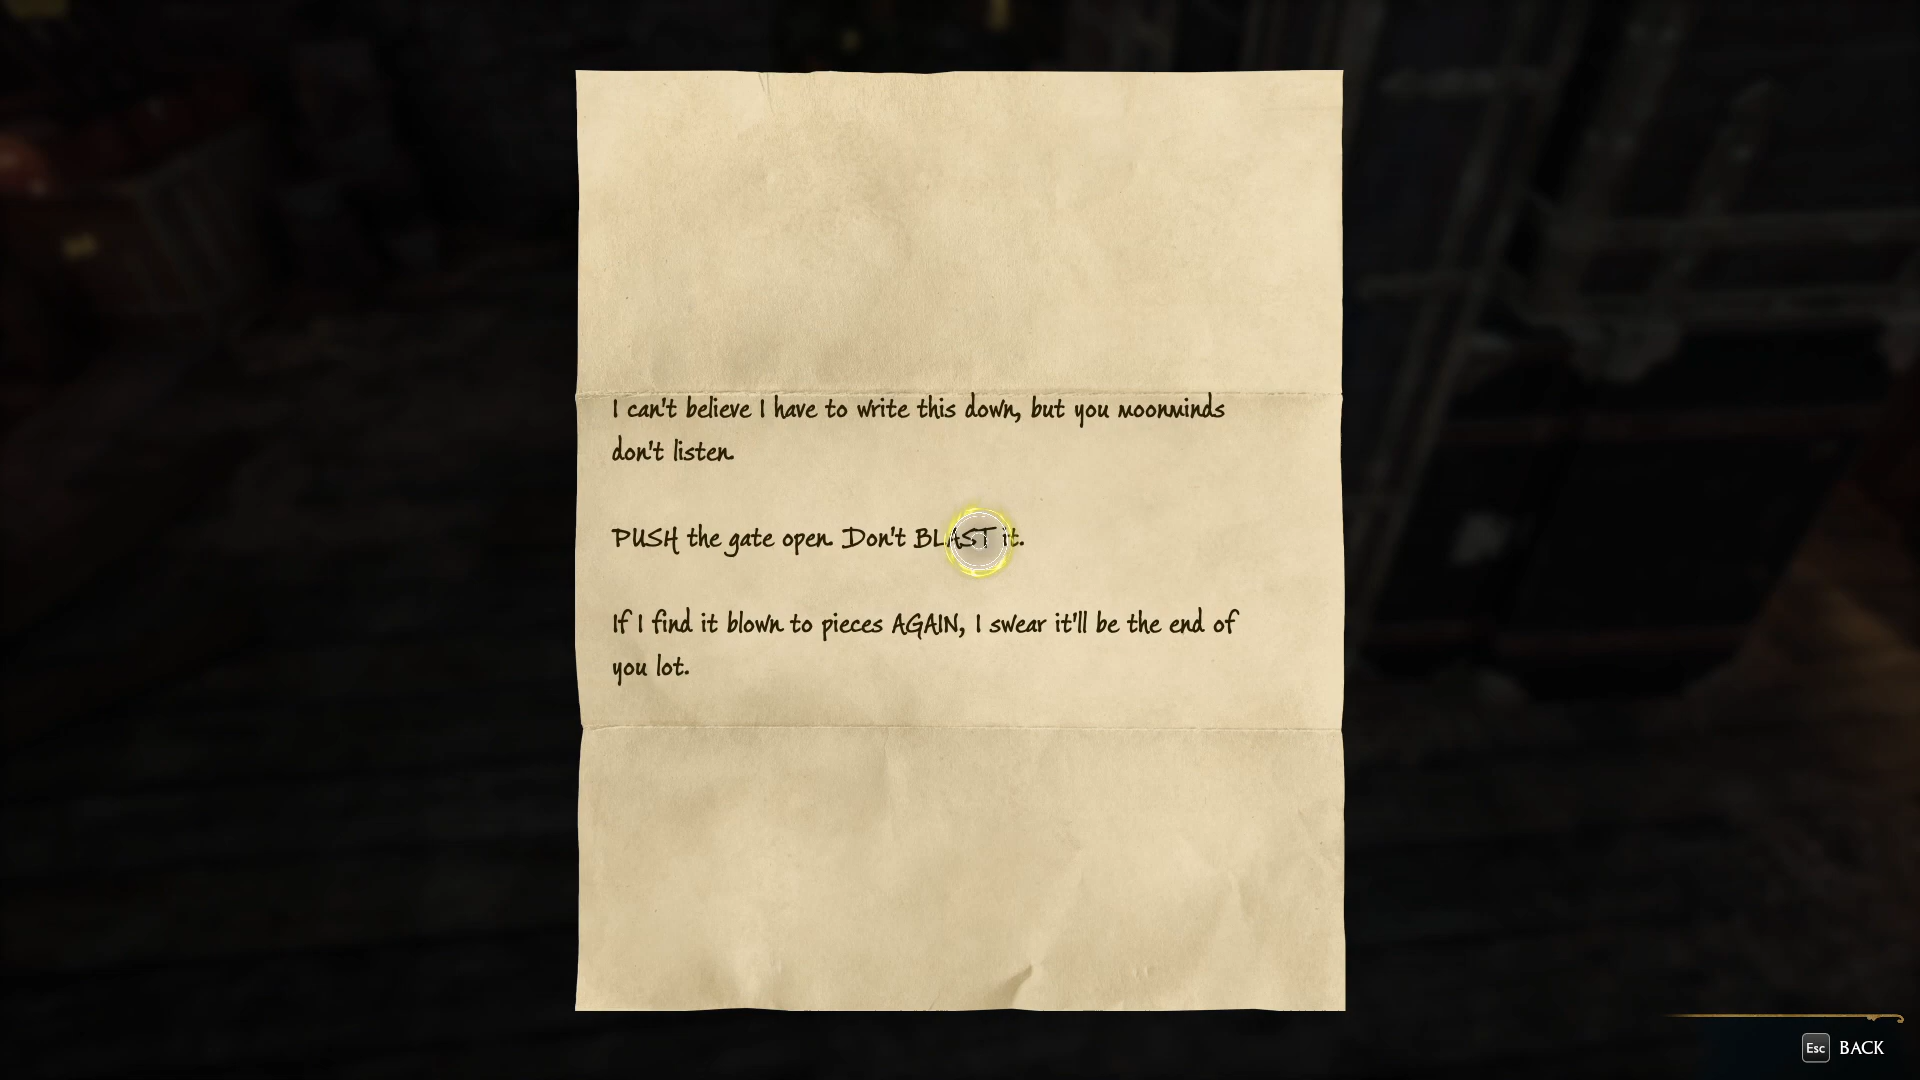 I can't believe I have to write this down, but you moonminds
don't listen.
PUSH the gate open. Don't BLAST it.
If I find it blown to pieces AGAIN, I swear it'll be the end of
you lot.
Esc BACK